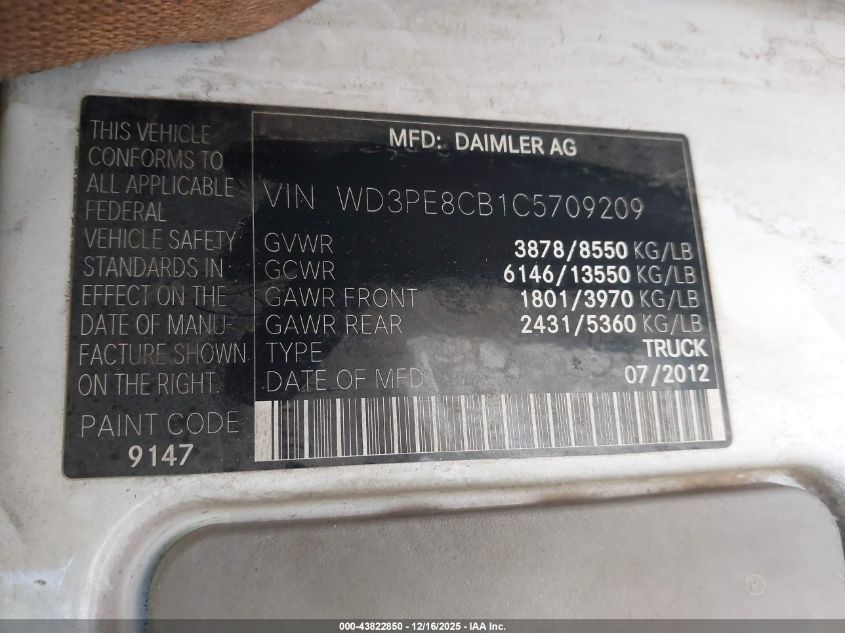 THIS VEHICLE
CONFORMS TO
ALL APPLICABLE
FEDERAL
VEHICLE SAFETY
STANDARDS IN
EFFECT ON THE
DATE OF MANU-
FACTURE SHOWN
ON THE RIGHT.
PAINT CODE
9147
MFD: DAIMLER AG
VIN WD3PE8CB1C5709209
GVWR 3878/8550 KG/LB
GCWR 6146/13550 KG/LB
GAWR FRONT 1801/3970 KG/LB
GAWR REAR 2431/5360 KG/LB
TYPE TRUCK
DATE OF MFD 07/2012
000-43822850 - 12/16/2025 - IAA Inc.